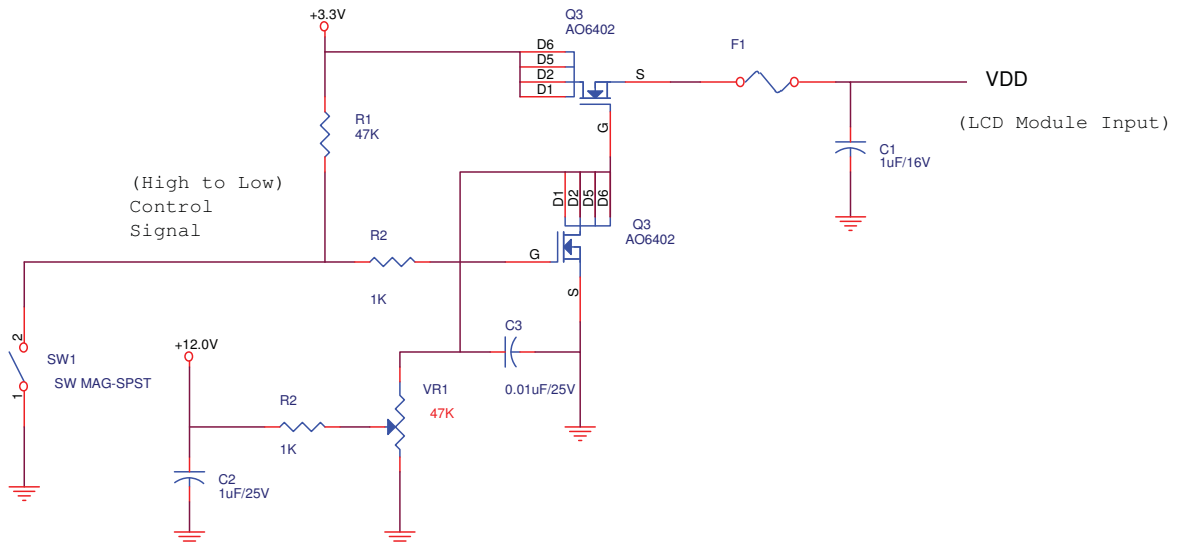 +3.3V
Q3
AO6402
D6
D5
D2
D1
S
G
F1
VDD
(LCD Module Input)
R1
47K
C1
1uF/16V
(High to Low)
Control
Signal
D1
D2
D5
D6
Q3
AO6402
R2
1K
G
S
2
1
SW1
SW MAG-SPST
+12.0V
C3
0.01uF/25V
VR1
47K
R2
1K
C2
1uF/25V